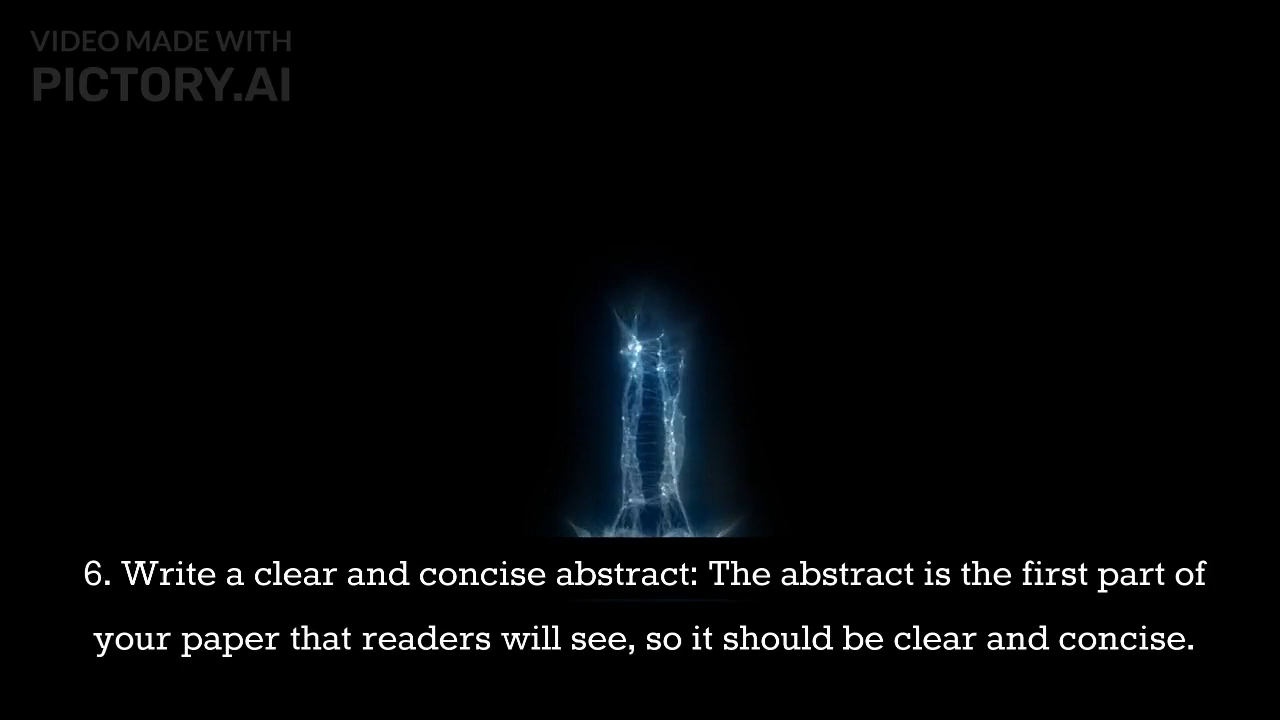 VIDEO MADE WITH
PICTORY.AI
6. Write a clear and concise abstract: The abstract is the first part of
your paper that readers will see, so it should be clear and concise.